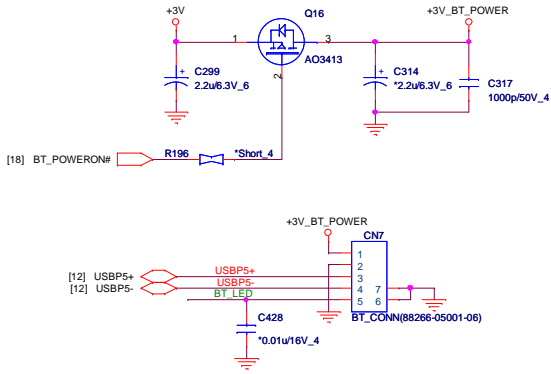 +3V
Q16
+3V_BT_POWER
1
3
AO3413
2
C299
+
2.2u/6.3V_6
C314
+
*2.2u/6.3V_6
C317
1000p/50V_4
[18] BT_POWERON#
R196
*Short_4
+3V_BT_POWER
CN7
1
2
[12] USBP5+
USBP5+
3
[12] USBP5-
USBP5-
4
7
BT_LED
5
6
C428
BT_CONN(88266-05001-06)
*0.01u/16V_4